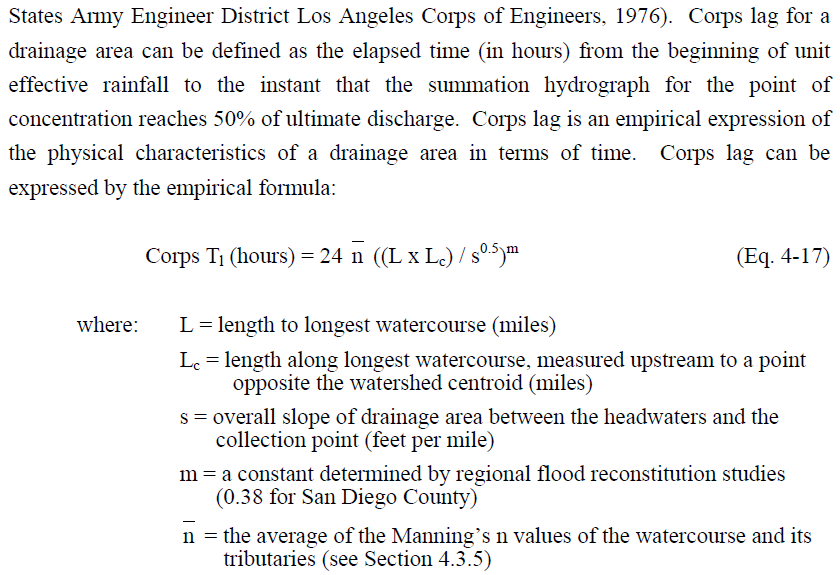 States Army Engineer District Los Angeles Corps of Engineers, 1976).  Corps lag for a
drainage area can be defined as the elapsed time (in hours) from the beginning of unit
effective rainfall to the instant that the summation hydrograph for the point of
concentration reaches 50% of ultimate discharge.  Corps lag is an empirical expression of
the physical characteristics of a drainage area in terms of time.  Corps lag can be
expressed by the empirical formula:
Corps Tₗ (hours) = 24 n̅ ((L x L_c) / s^0.5)^m (Eq. 4-17)
where: L = length to longest watercourse (miles)
L_c = length along longest watercourse, measured upstream to a point
opposite the watershed centroid (miles)
s = overall slope of drainage area between the headwaters and the
collection point (feet per mile)
m = a constant determined by regional flood reconstitution studies
(0.38 for San Diego County)
n̅ = the average of the Manning's n values of the watercourse and its
tributaries (see Section 4.3.5)